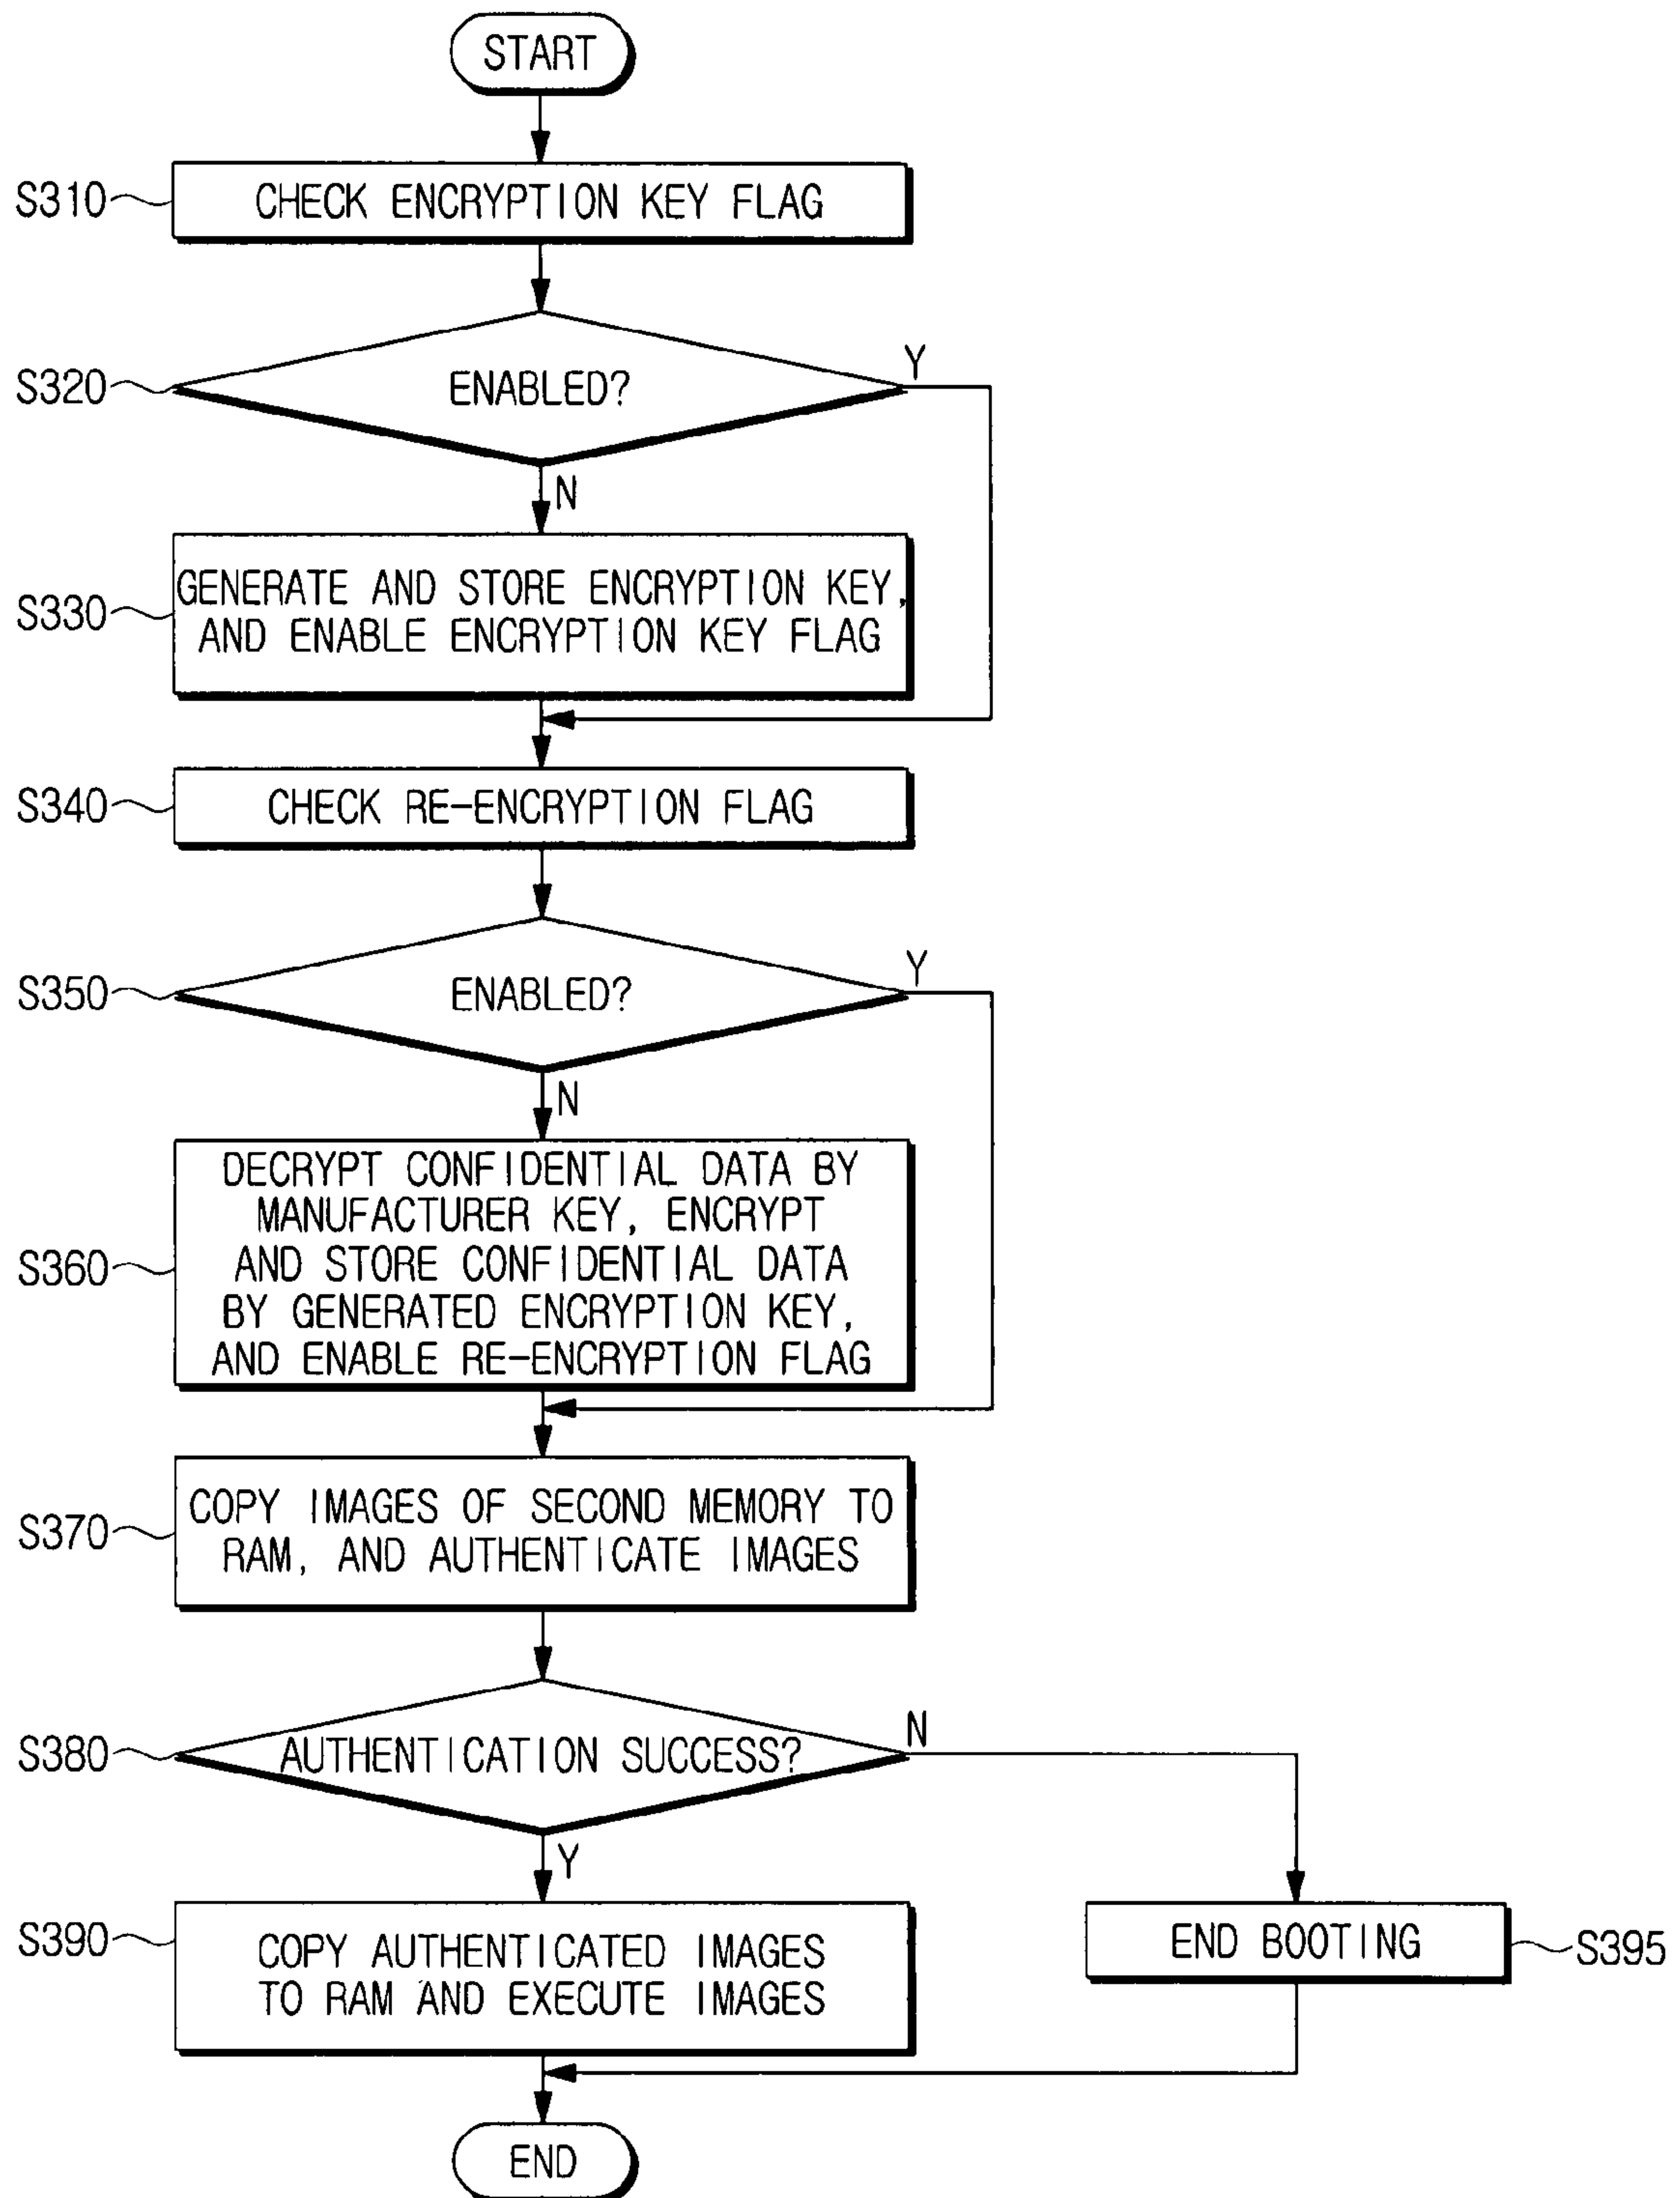 START
S310
CHECK ENCRYPTION KEY FLAG
S320
ENABLED?
Y
N
S330
GENERATE AND STORE ENCRYPTION KEY,
AND ENABLE ENCRYPTION KEY FLAG
S340
CHECK RE-ENCRYPTION FLAG
S350
ENABLED?
Y
N
S360
DECRYPT CONFIDENTIAL DATA BY
MANUFACTURER KEY, ENCRYPT
AND STORE CONFIDENTIAL DATA
BY GENERATED ENCRYPTION KEY,
AND ENABLE RE-ENCRYPTION FLAG
S370
COPY IMAGES OF SECOND MEMORY TO
RAM, AND AUTHENTICATE IMAGES
S380
AUTHENTICATION SUCCESS?
N
Y
S390
COPY AUTHENTICATED IMAGES
TO RAM AND EXECUTE IMAGES
END BOOTING
S395
END